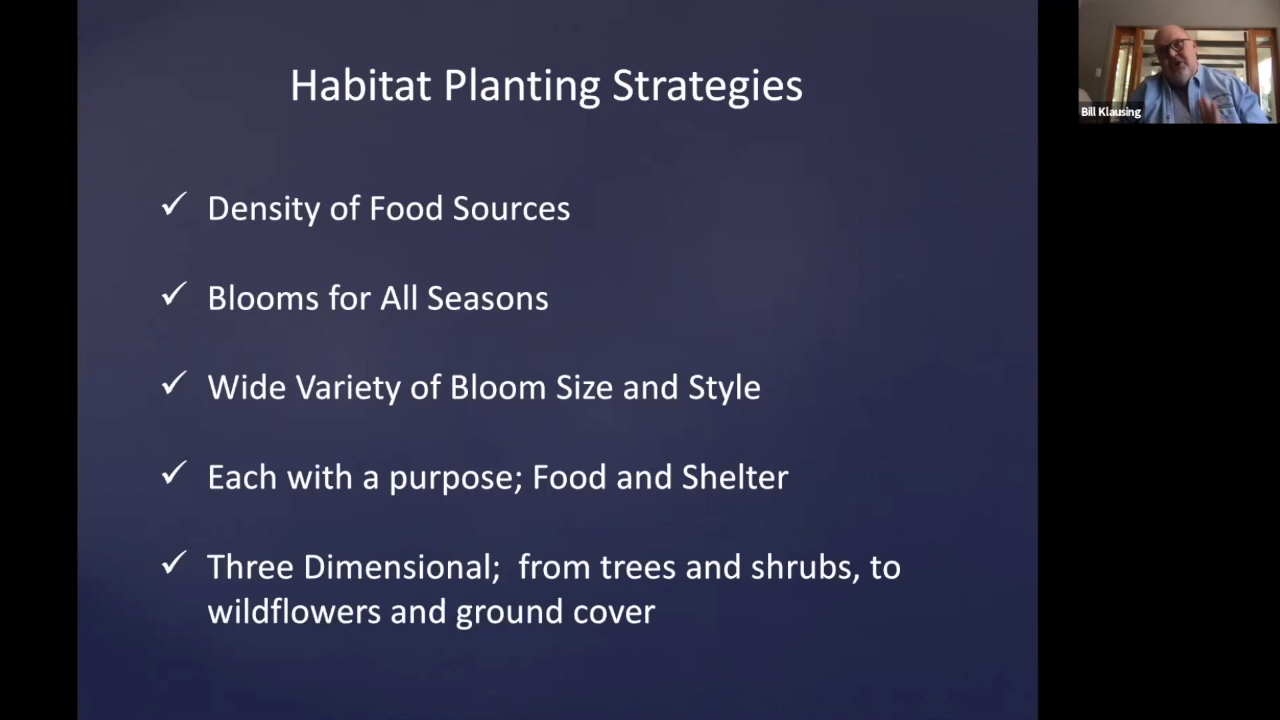 Habitat Planting Strategies
✓ Density of Food Sources
✓ Blooms for All Seasons
✓ Wide Variety of Bloom Size and Style
✓ Each with a purpose; Food and Shelter
✓ Three Dimensional;  from trees and shrubs, to
wildflowers and ground cover
Bill Klausing